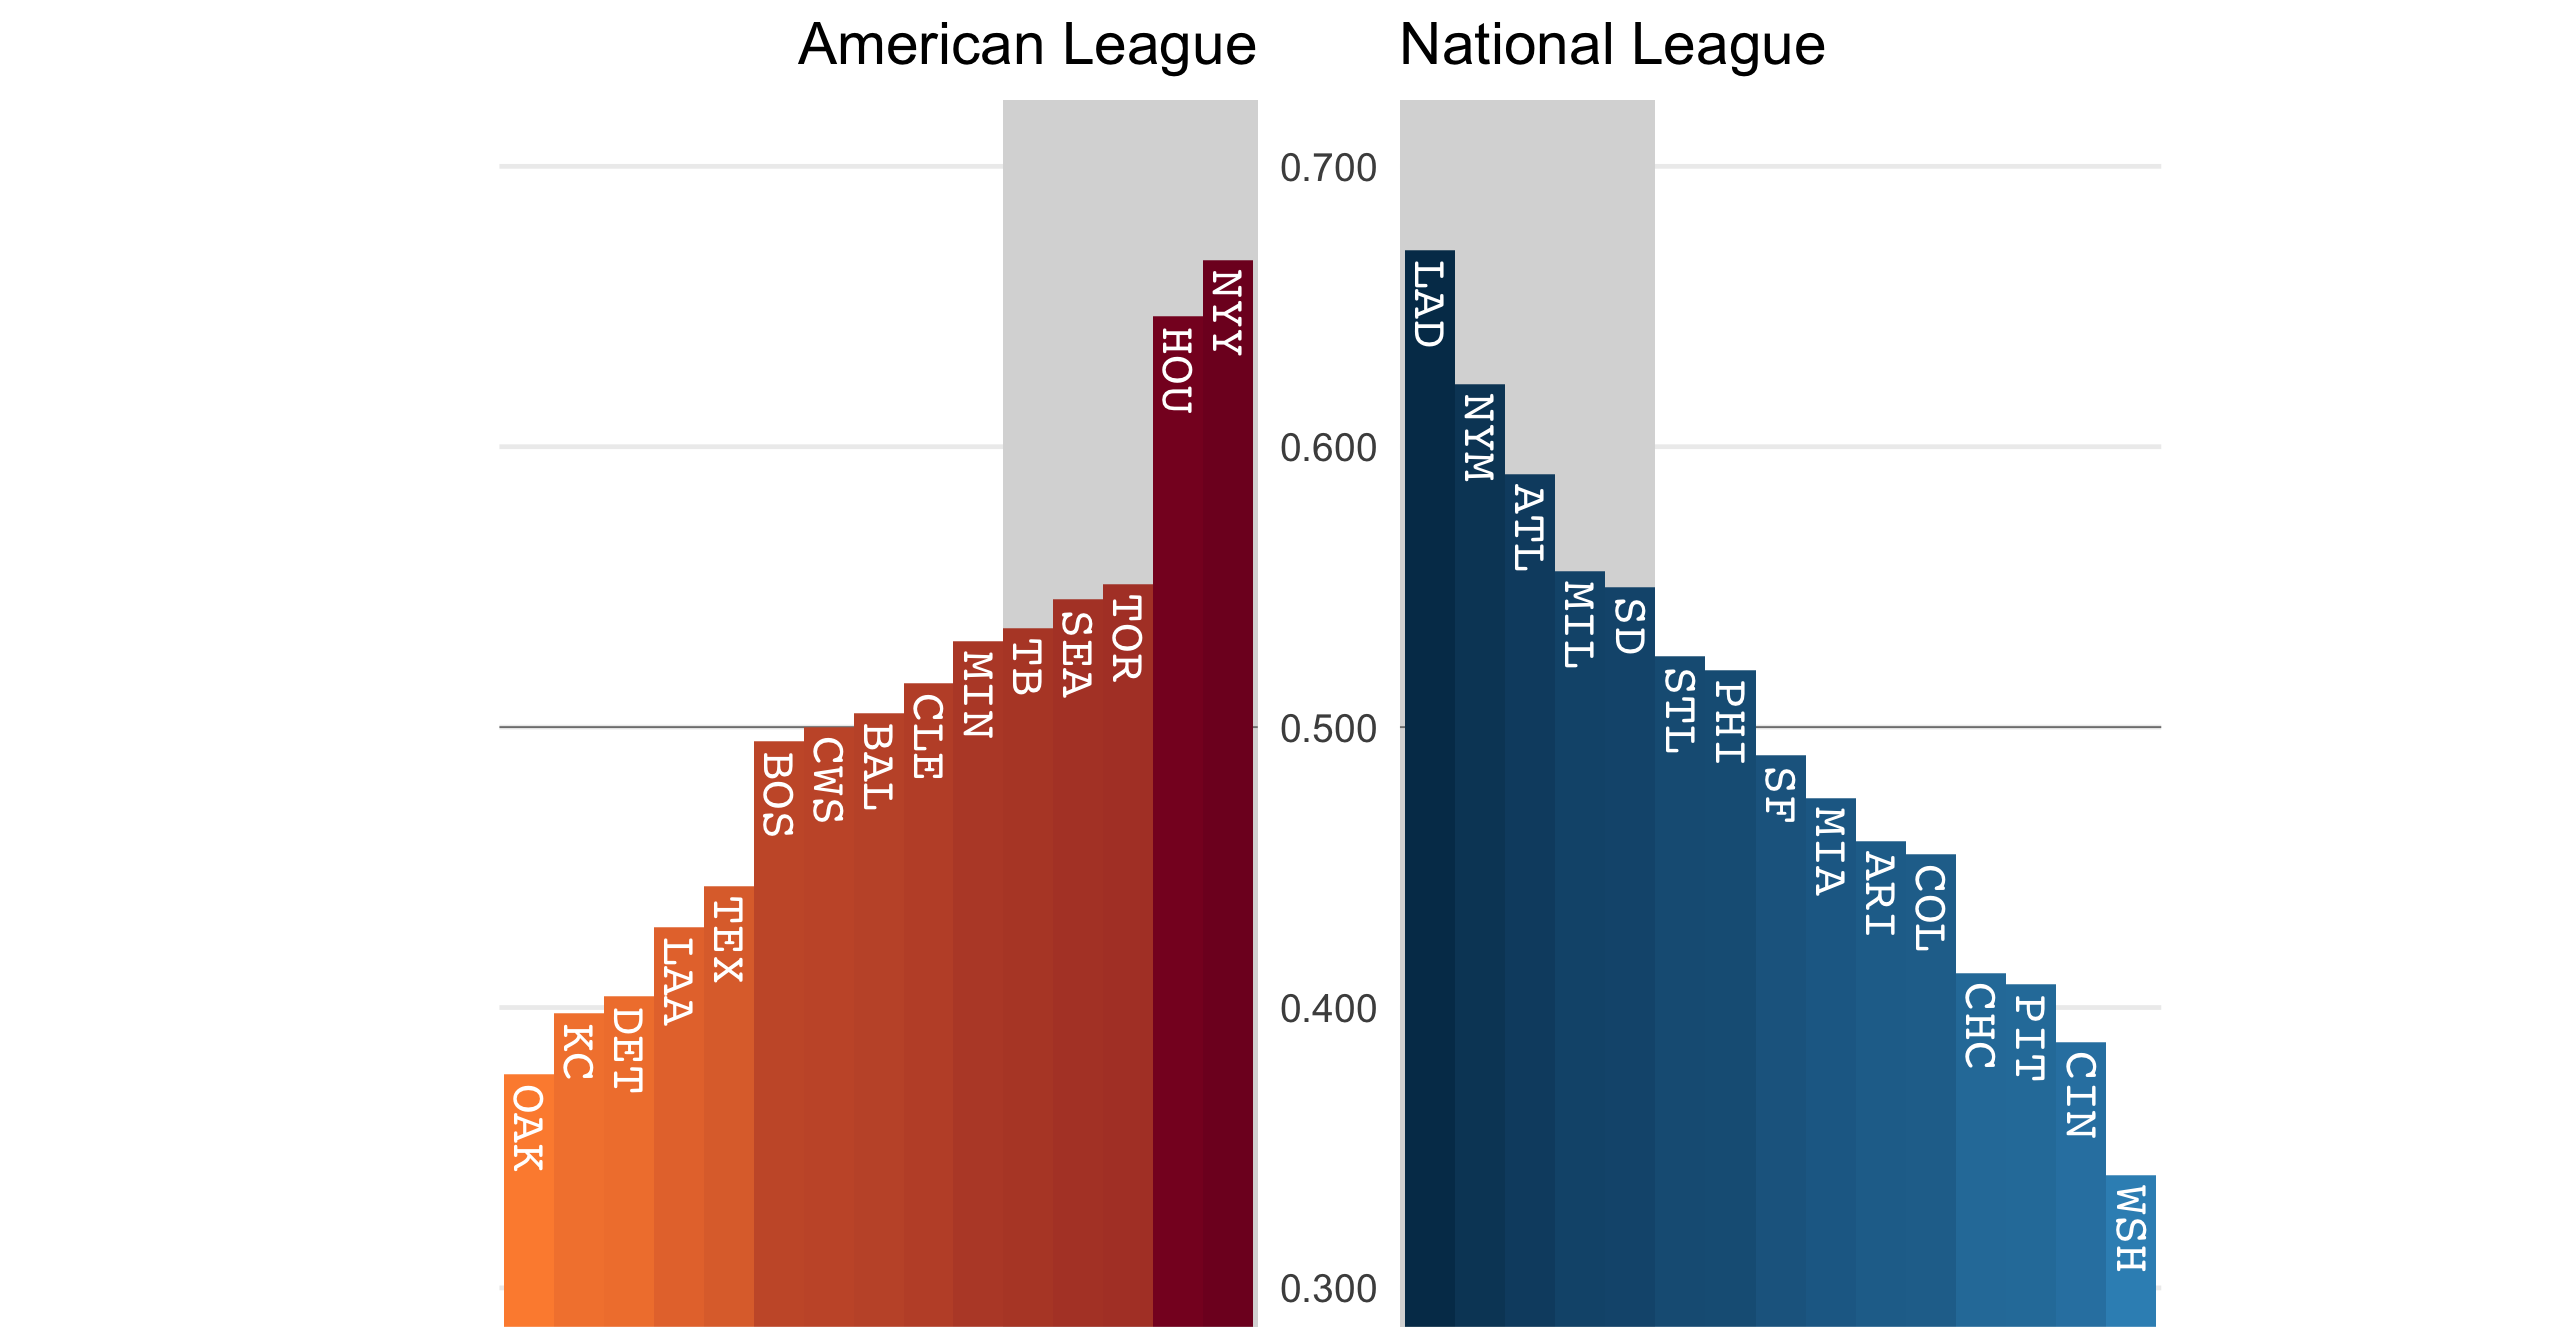 American League
National League
0.700
0.600
0.500
0.400
0.300
OAK
KC
DET
LAA
TEX
BOS
CWS
BAL
CLE
MIN
TB
SEA
TOR
HOU
NYY
LAD
NYM
ATL
MIL
SD
STL
PHI
SF
MIA
ARI
COL
CHC
PIT
CIN
WSH